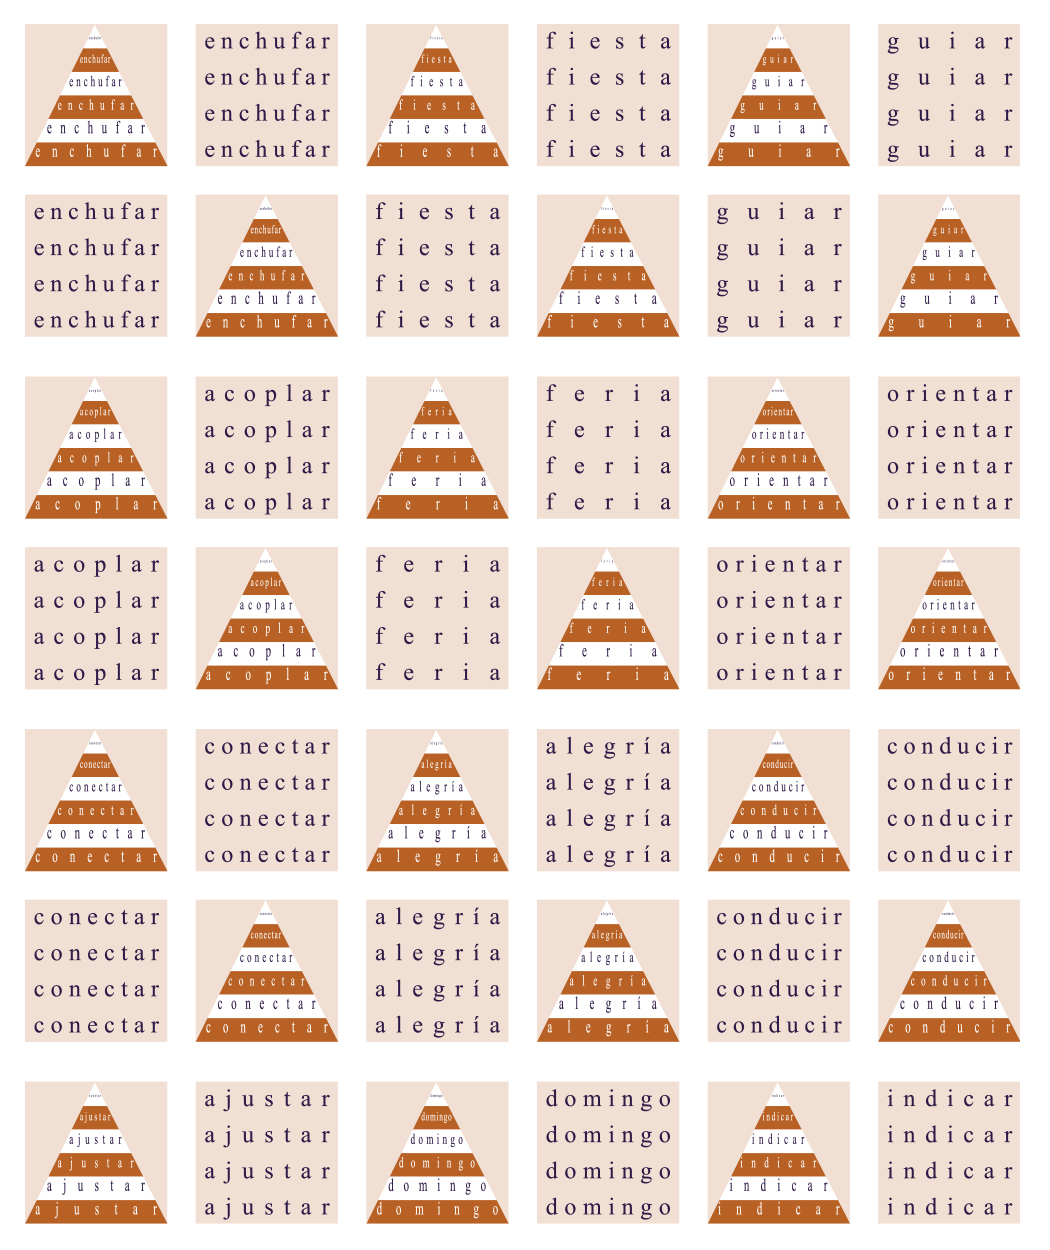 enchufar
enchufar
enchufar
enchufar
enchufar
enchufar
enchufar
enchufar
enchufar
enchufar
fiesta
fiesta
fiesta
fiesta
fiesta
fiesta
fiesta
fiesta
fiesta
fiesta
guiar
guiar
guiar
guiar
guiar
guiar
guiar
guiar
guiar
guiar
enchufar
enchufar
enchufar
enchufar
enchufar
enchufar
enchufar
enchufar
enchufar
enchufar
fiesta
fiesta
fiesta
fiesta
fiesta
fiesta
fiesta
fiesta
fiesta
fiesta
guiar
guiar
guiar
guiar
guiar
guiar
guiar
guiar
guiar
guiar
acoplar
acoplar
acoplar
acoplar
acoplar
acoplar
acoplar
acoplar
acoplar
acoplar
feria
feria
feria
feria
feria
feria
feria
feria
feria
feria
orientar
orientar
orientar
orientar
orientar
orientar
orientar
orientar
orientar
orientar
acoplar
acoplar
acoplar
acoplar
acoplar
acoplar
acoplar
acoplar
acoplar
acoplar
feria
feria
feria
feria
feria
feria
feria
feria
feria
feria
orientar
orientar
orientar
orientar
orientar
orientar
orientar
orientar
orientar
orientar
conectar
conectar
conectar
conectar
conectar
conectar
conectar
conectar
conectar
conectar
alegría
alegría
alegría
alegría
alegría
alegría
alegría
alegría
alegría
alegría
conducir
conducir
conducir
conducir
conducir
conducir
conducir
conducir
conducir
conducir
conectar
conectar
conectar
conectar
conectar
conectar
conectar
conectar
conectar
conectar
alegría
alegría
alegría
alegría
alegría
alegría
alegría
alegría
alegría
alegría
conducir
conducir
conducir
conducir
conducir
conducir
conducir
conducir
conducir
conducir
ajustar
ajustar
ajustar
ajustar
ajustar
ajustar
ajustar
ajustar
ajustar
ajustar
domingo
domingo
domingo
domingo
domingo
domingo
domingo
domingo
domingo
domingo
indicar
indicar
indicar
indicar
indicar
indicar
indicar
indicar
indicar
indicar